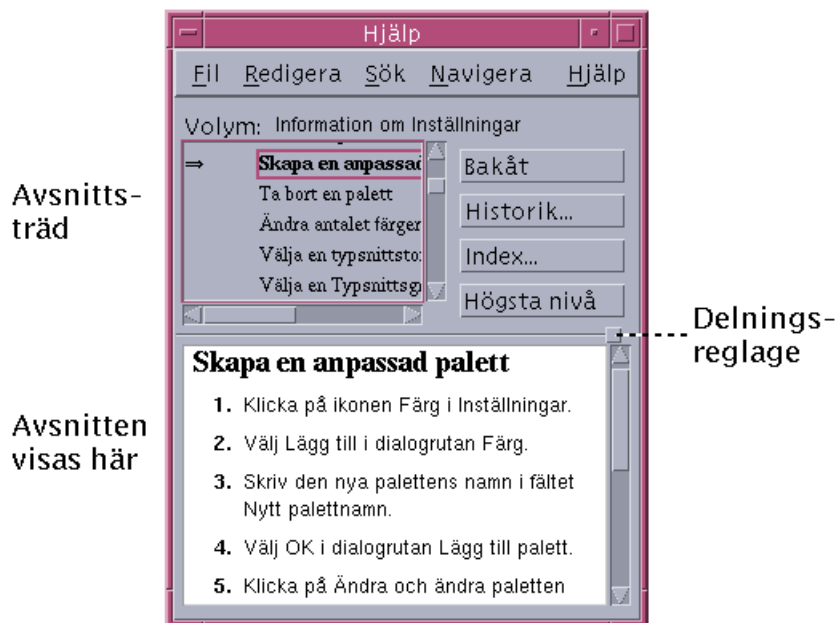 Hjälp
Fil Redigera Sök Navigera Hjälp
Volym: Information om Inställningar
⇒ Skapa en anpassad
Ta bort en palett
Ändra antalet färger
Välja en typsnittsto
Välja en Typsnittsg
Bakåt
Historik...
Index...
Högsta nivå
Avsnitts-
träd
Delnings-
reglage
Avsnitten
visas här
Skapa en anpassad palett
1. Klicka på ikonen Färg i Inställningar.
2. Välj Lägg till i dialogrutan Färg.
3. Skriv den nya palettens namn i fältet
Nytt palettnamn.
4. Välj OK i dialogrutan Lägg till palett.
5. Klicka på Ändra och ändra paletten